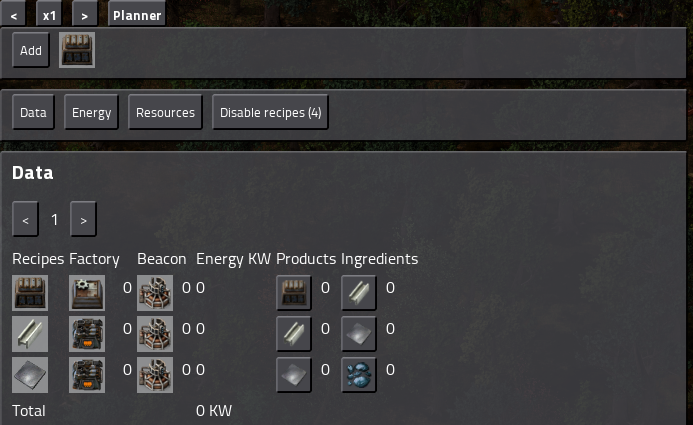 < x1 > Planner
Add
Data Energy Resources Disable recipes (4)
Data
< 1 >
Recipes Factory Beacon Energy KW Products Ingredients
0 0 0 0 0
0 0 0 0 0
0 0 0 0 0
Total 0 KW